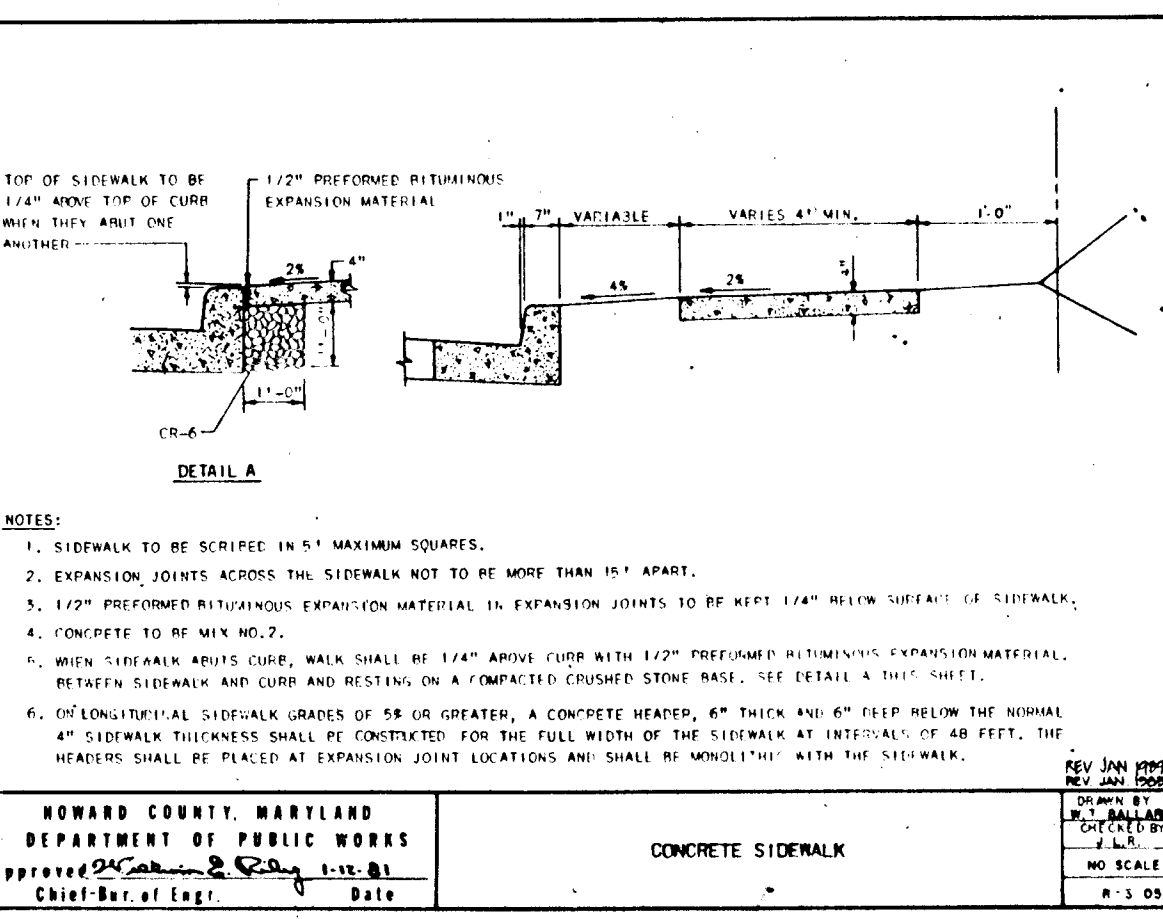 TOP OF SIDEWALK TO BE
1/4" ABOVE TOP OF CURB
WHEN THEY ABUT ONE
ANOTHER
1/2" PREFORMED BITUMINOUS
EXPANSION MATERIAL
2%
4"
1'-0"
1'-0"
CR-6
DETAIL A
1"
7"
VARIABLE
VARIES 4' MIN.
1'-0"
4%
2%
4"
NOTES:
1. SIDEWALK TO BE SCRIBED IN 5' MAXIMUM SQUARES.
2. EXPANSION JOINTS ACROSS THE SIDEWALK NOT TO BE MORE THAN 15' APART.
3. 1/2" PREFORMED BITUMINOUS EXPANSION MATERIAL IN EXPANSION JOINTS TO BE KEPT 1/4" BELOW SURFACE OF SIDEWALK.
4. CONCRETE TO BE MIX NO.2.
5. WHEN SIDEWALK ABUTS CURB, WALK SHALL BE 1/4" ABOVE CURB WITH 1/2" PREFORMED BITUMINOUS EXPANSION MATERIAL.
BETWEEN SIDEWALK AND CURB AND RESTING ON A COMPACTED CRUSHED STONE BASE. SEE DETAIL A THIS SHEET.
6. ON LONGITUDINAL SIDEWALK GRADES OF 5% OR GREATER, A CONCRETE HEADER, 6" THICK AND 6" DEEP BELOW THE NORMAL
4" SIDEWALK THICKNESS SHALL BE CONSTRUCTED FOR THE FULL WIDTH OF THE SIDEWALK AT INTERVALS OF 48 FEET. THE
HEADERS SHALL BE PLACED AT EXPANSION JOINT LOCATIONS AND SHALL BE MONOLITHIC WITH THE SIDEWALK.
REV JAN 1989
REV. JAN.
HOWARD COUNTY, MARYLAND
DEPARTMENT OF PUBLIC WORKS
pproved 1-12-81
Chief-Bur. of Engr. Date
CONCRETE SIDEWALK
DRAWN BY
W.T. BALLAR
CHECKED BY
J.L.R.
NO SCALE
R-3 05